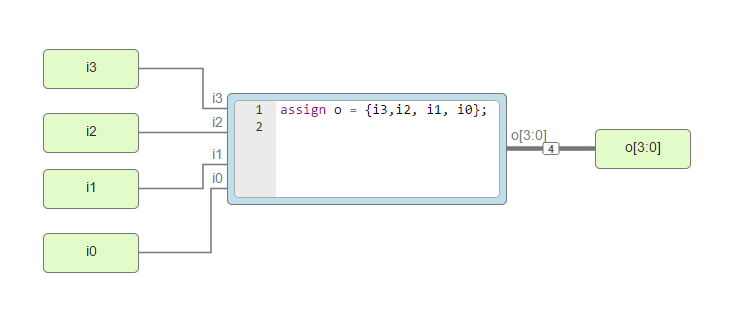 i3
i2
i1
i0
i3
i2
i1
i0
1 assign o = {i3,i2, i1, i0};
2
o[3:0]
4
o[3:0]